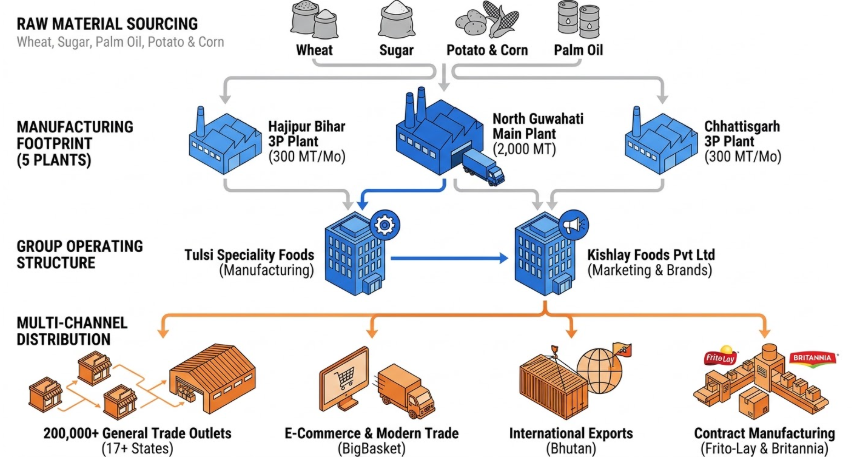 RAW MATERIAL SOURCING
Wheat, Sugar, Palm Oil, Potato & Corn
Wheat
Sugar
Potato & Corn
Palm Oil
MANUFACTURING
FOOTPRINT
(5 PLANTS)
Hajipur Bihar
3P Plant
(300 MT/Mo)
North Guwahati
Main Plant
(2,000 MT)
Chhattisgarh
3P Plant
(300 MT/Mo)
GROUP OPERATING
STRUCTURE
Tulsi Speciality Foods
(Manufacturing)
Kishlay Foods Pvt Ltd
(Marketing & Brands)
MULTI-CHANNEL
DISTRIBUTION
Frito Lay
BRITANNIA
200,000+ General Trade Outlets
(17+ States)
E-Commerce & Modern Trade
(BigBasket)
International Exports
(Bhutan)
Contract Manufacturing
(Frito-Lay & Britannia)